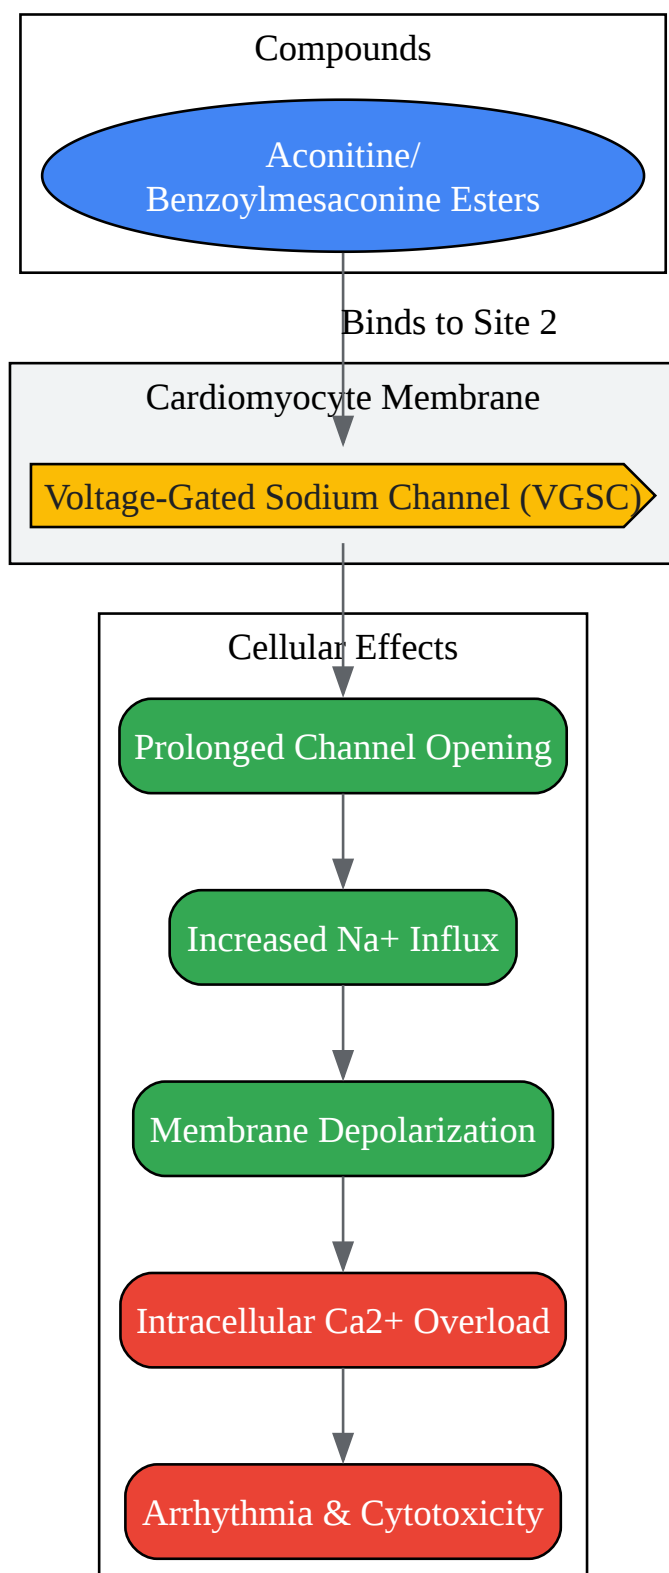 Compounds
Aconitine/
Benzoylmesaconine Esters
Binds to Site 2
Cardiomyocyte Membrane
Voltage-Gated Sodium Channel (VGSC)
Cellular Effects
Prolonged Channel Opening
Increased Na+ Influx
Membrane Depolarization
Intracellular Ca2+ Overload
Arrhythmia & Cytotoxicity